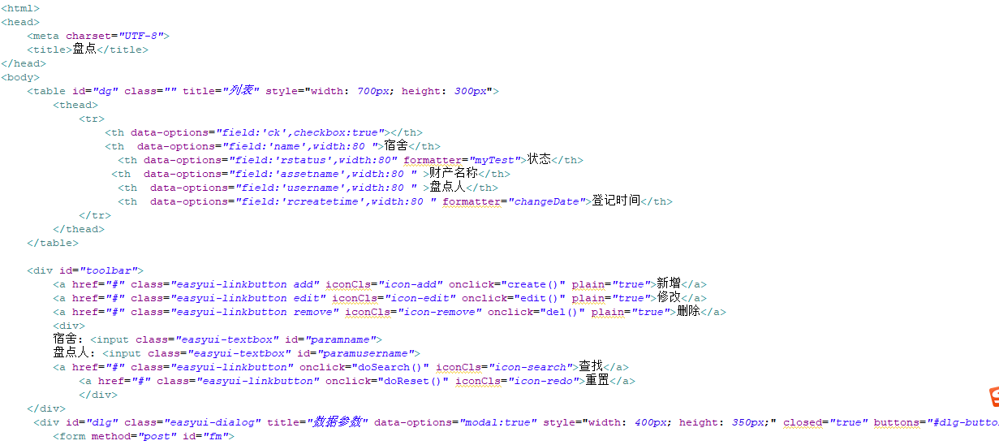 <html>
<head>
<meta charset="UTF-8">
<title>盘点</title>
</head>
<body>
<table id="dg" class="" title="列表" style="width: 700px; height: 300px">
<thead>
<tr>
<th data-options="field:'ck',checkbox:true"></th>
<th  data-options="field:'name',width:80 ">宿舍</th>
<th data-options="field:'rstatus',width:80" formatter="myTest">状态</th>
<th  data-options="field:'assetname',width:80 " >财产名称</th>
<th  data-options="field:'username',width:80 " >盘点人</th>
<th  data-options="field:'rcreatetime',width:80 " formatter="changeDate">登记时间</th>
</tr>
</thead>
</table>
<div id="toolbar">
<a href="#" class="easyui-linkbutton add" iconCls="icon-add" onclick="create()" plain="true">新增</a>
<a href="#" class="easyui-linkbutton edit" iconCls="icon-edit" onclick="edit()" plain="true">修改</a>
<a href="#" class="easyui-linkbutton remove" iconCls="icon-remove" onclick="del()" plain="true">删除</a>
<div>
宿舍：<input class="easyui-textbox" id="paramname">
盘点人：<input class="easyui-textbox" id="paramusername">
<a href="#" class="easyui-linkbutton" onclick="doSearch()" iconCls="icon-search">查找</a>
<a href="#" class="easyui-linkbutton" onclick="doReset()" iconCls="icon-redo">重置</a>
</div>
</div>
<div id="dlg" class="easyui-dialog" title="数据参数" data-options="modal:true" style="width: 400px; height: 350px;" closed="true" buttons="#dlg-butto
<form method="post" id="fm">